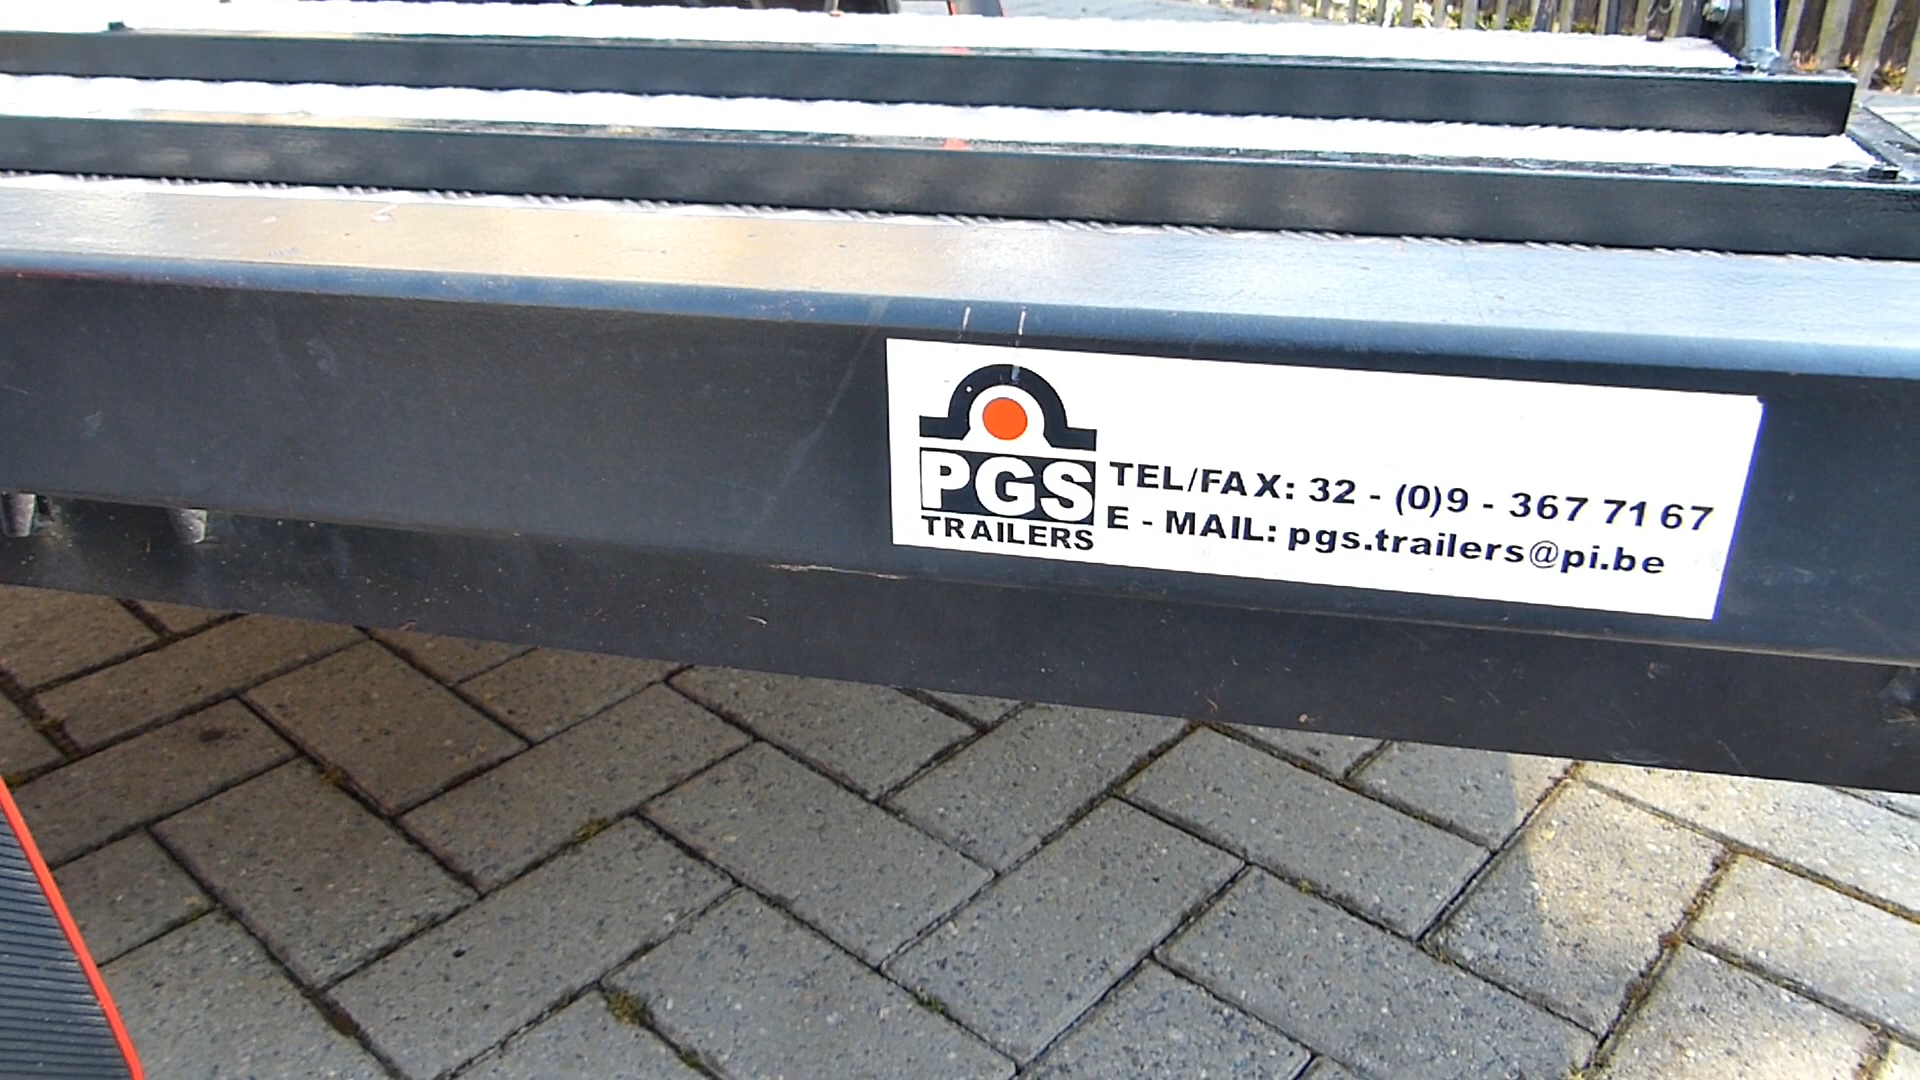 PGS
TRAILERS
TEL/FAX: 32 - (0)9 - 367 71 67
E - MAIL: pgs.trailers@pi.be